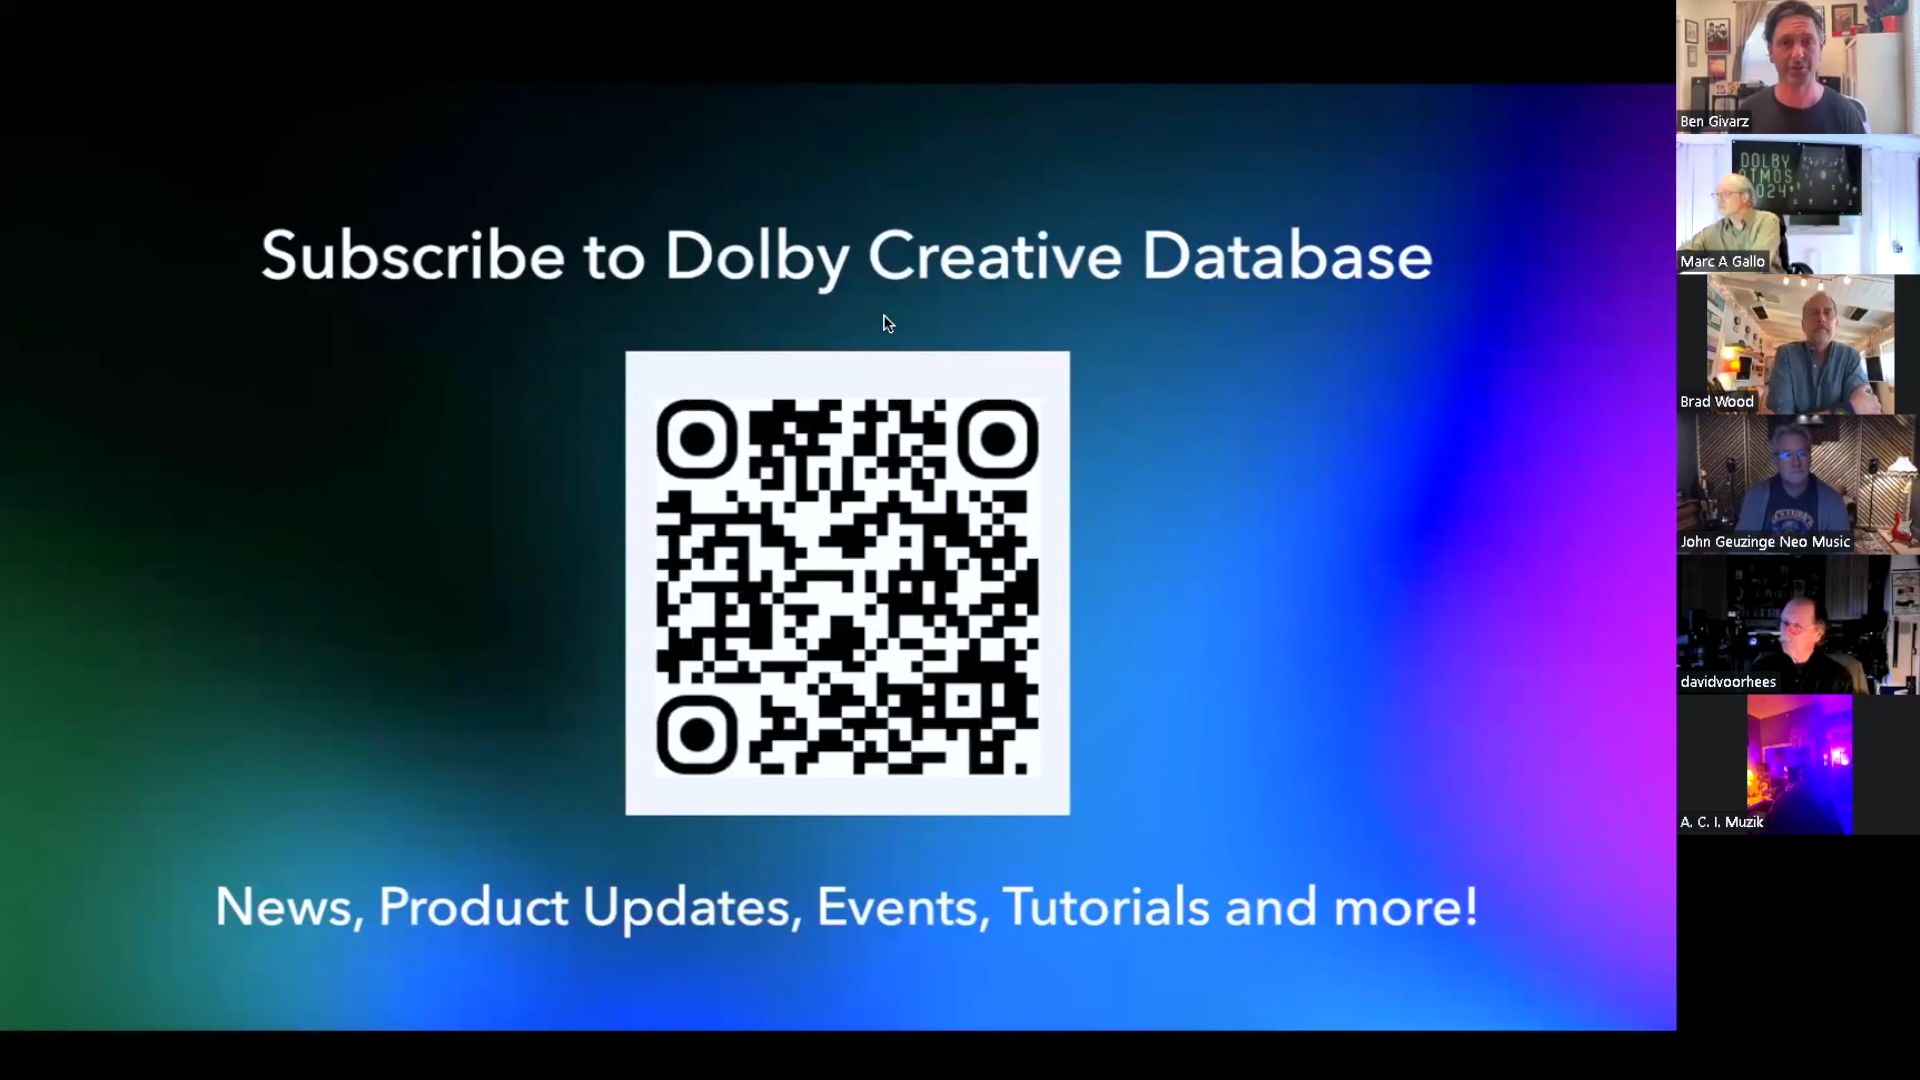 Subscribe to Dolby Creative Database
News, Product Updates, Events, Tutorials and more!
Ben Givarz
DOLBY
ATMOS
2024
Marc A Gallo
Brad Wood
John Geuzinge Neo Music
davidvoorhees
A. C. I. Muzik